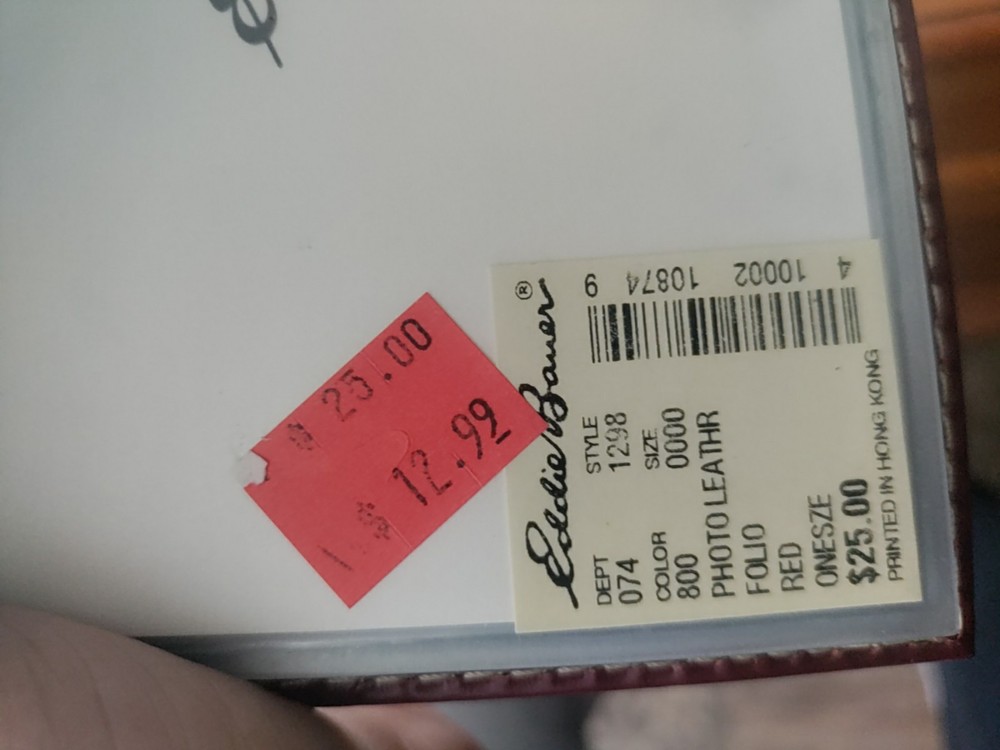 Eddie Bauer®
DEPT STYLE
074 1298
COLOR SIZE
800 0000
PHOTO LEATHR
FOLIO
RED
ONESZE
$25.00
PRINTED IN HONG KONG
4 10002 10874 9
$ 25.00
$ 12.99